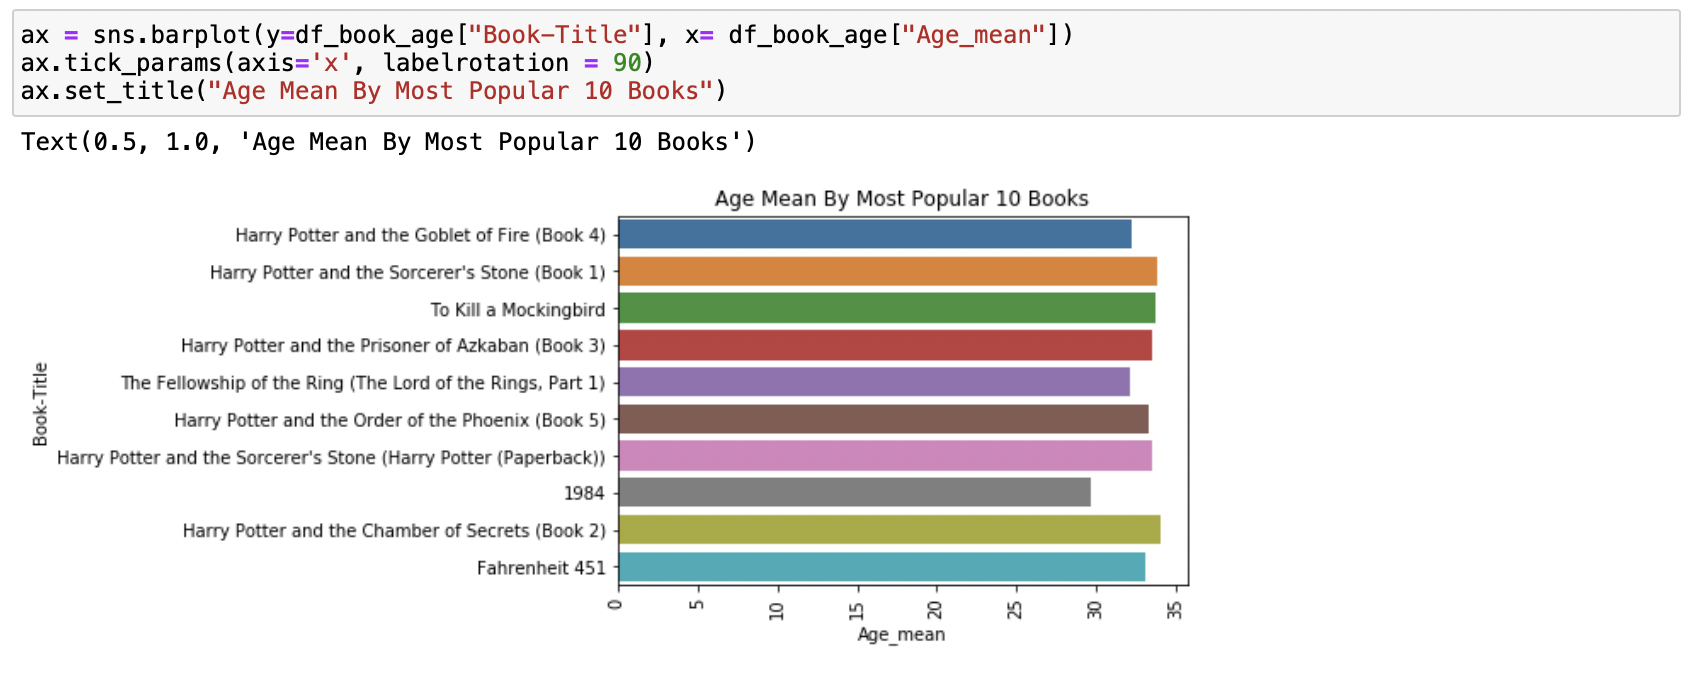 ax = sns.barplot(y=df_book_age["Book-Title"], x= df_book_age["Age_mean"])
ax.tick_params(axis='x', labelrotation = 90)
ax.set_title("Age Mean By Most Popular 10 Books")
Text(0.5, 1.0, 'Age Mean By Most Popular 10 Books')
Age Mean By Most Popular 10 Books
Book-Title
Harry Potter and the Goblet of Fire (Book 4)
Harry Potter and the Sorcerer's Stone (Book 1)
To Kill a Mockingbird
Harry Potter and the Prisoner of Azkaban (Book 3)
The Fellowship of the Ring (The Lord of the Rings, Part 1)
Harry Potter and the Order of the Phoenix (Book 5)
Harry Potter and the Sorcerer's Stone (Harry Potter (Paperback))
1984
Harry Potter and the Chamber of Secrets (Book 2)
Fahrenheit 451
0 5 10 15 20 25 30 35
Age_mean